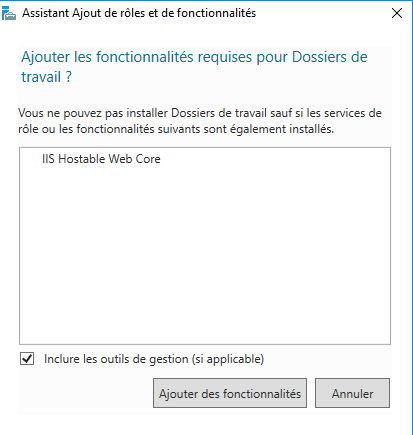 Assistant Ajout de rôles et de fonctionnalités
Ajouter les fonctionnalités requises pour Dossiers de
travail ?
Vous ne pouvez pas installer Dossiers de travail sauf si les services de
rôle ou les fonctionnalités suivants sont également installés.
IIS Hostable Web Core
Inclure les outils de gestion (si applicable)
Ajouter des fonctionnalités
Annuler